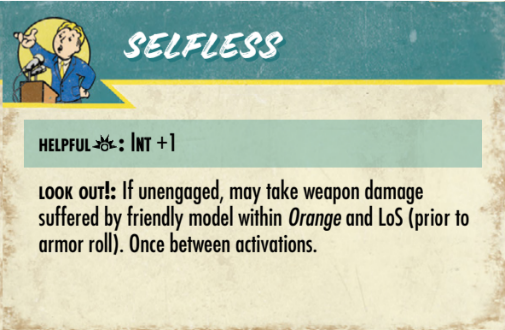 SELFLESS
HELPFUL: INT +1
LOOK OUT!: If unengaged, may take weapon damage
suffered by friendly model within Orange and LoS (prior to
armor roll). Once between activations.